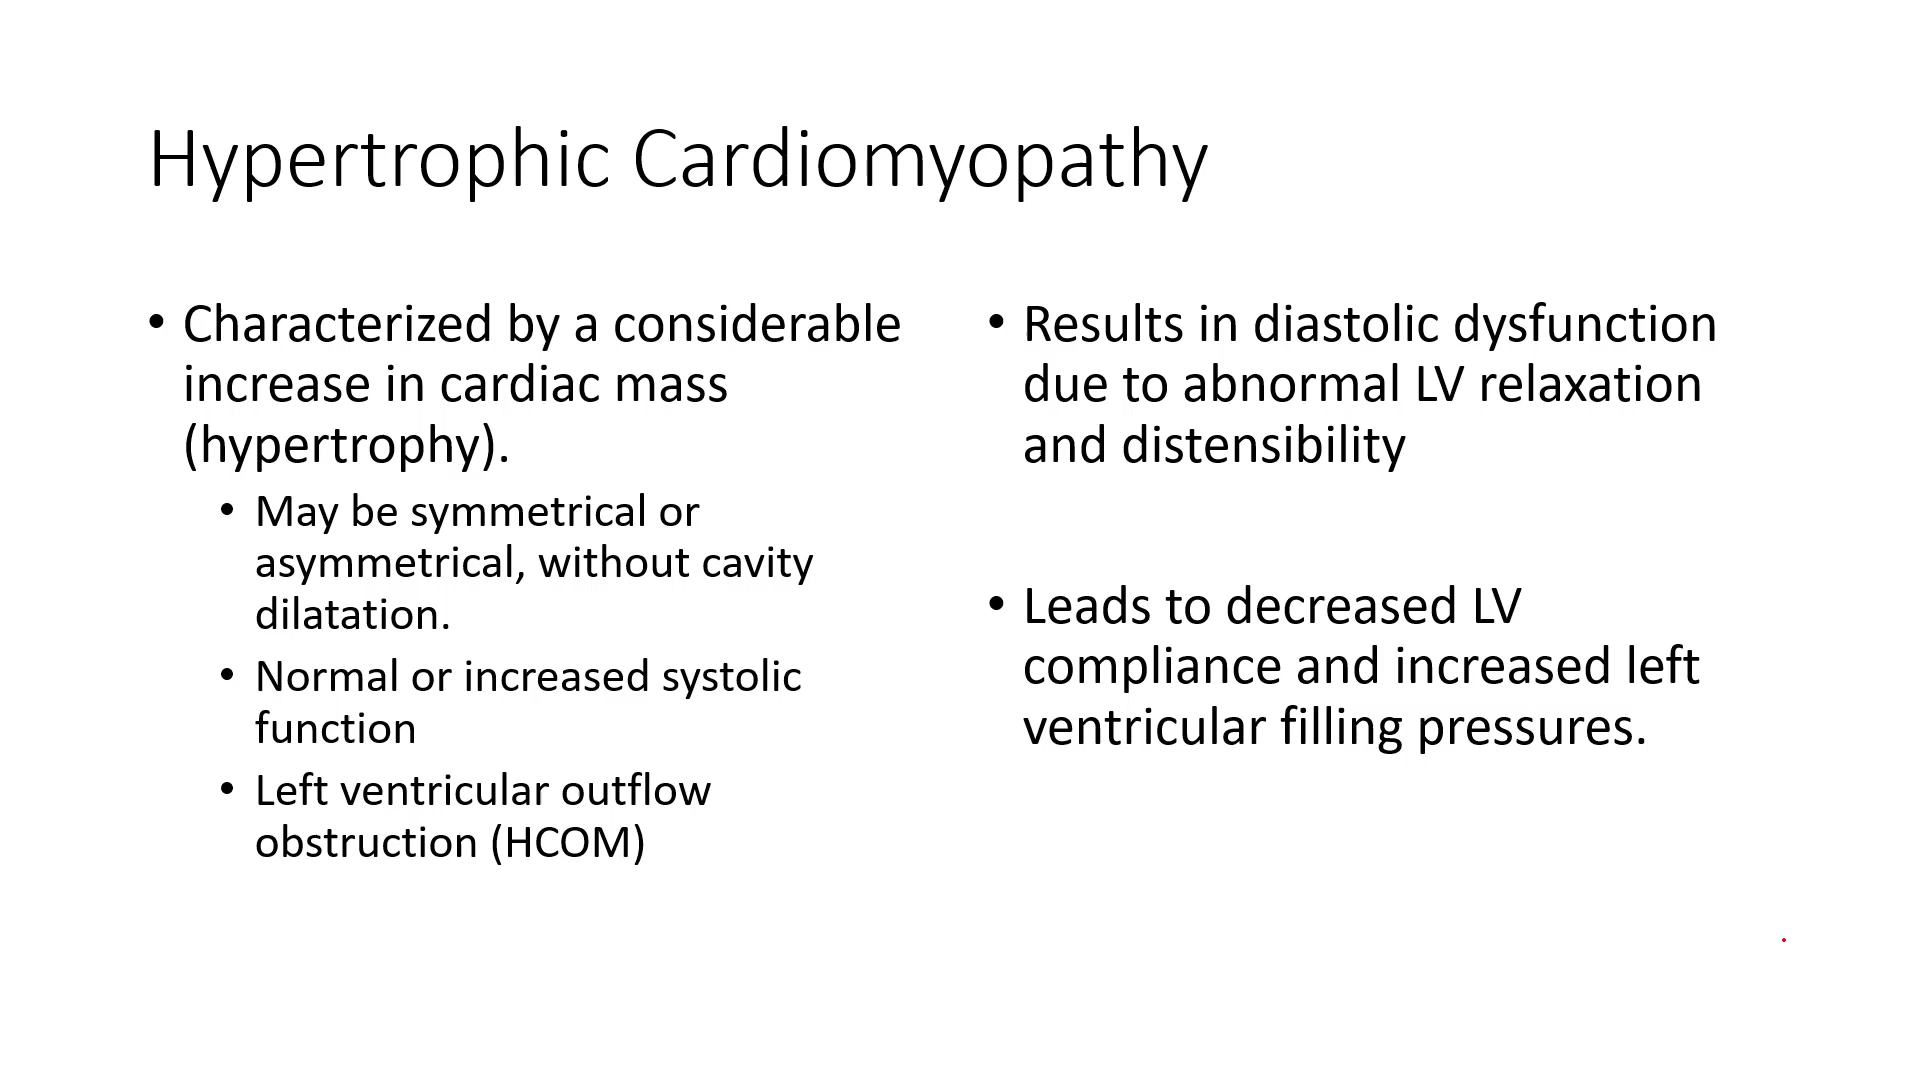 Hypertrophic Cardiomyopathy
• Characterized by a considerable
increase in cardiac mass
(hypertrophy).
• May be symmetrical or
asymmetrical, without cavity
dilatation.
• Normal or increased systolic
function
• Left ventricular outflow
obstruction (HCOM)
• Results in diastolic dysfunction
due to abnormal LV relaxation
and distensibility
• Leads to decreased LV
compliance and increased left
ventricular filling pressures.